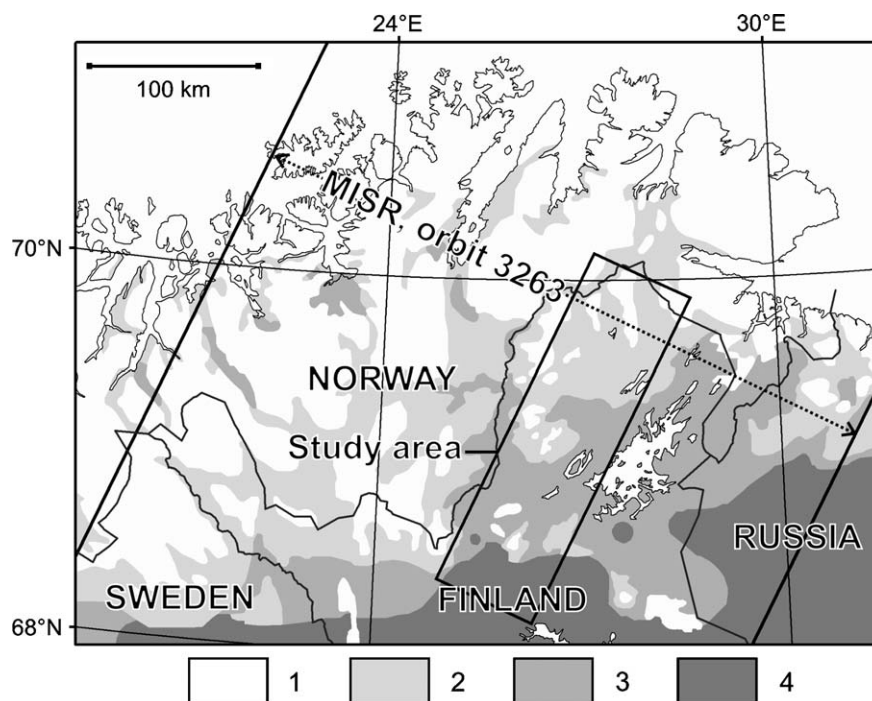 24°E 30°E
100 km
MISR, orbit 3263
70°N
NORWAY
Study area
RUSSIA
SWEDEN FINLAND
68°N
1 2 3 4